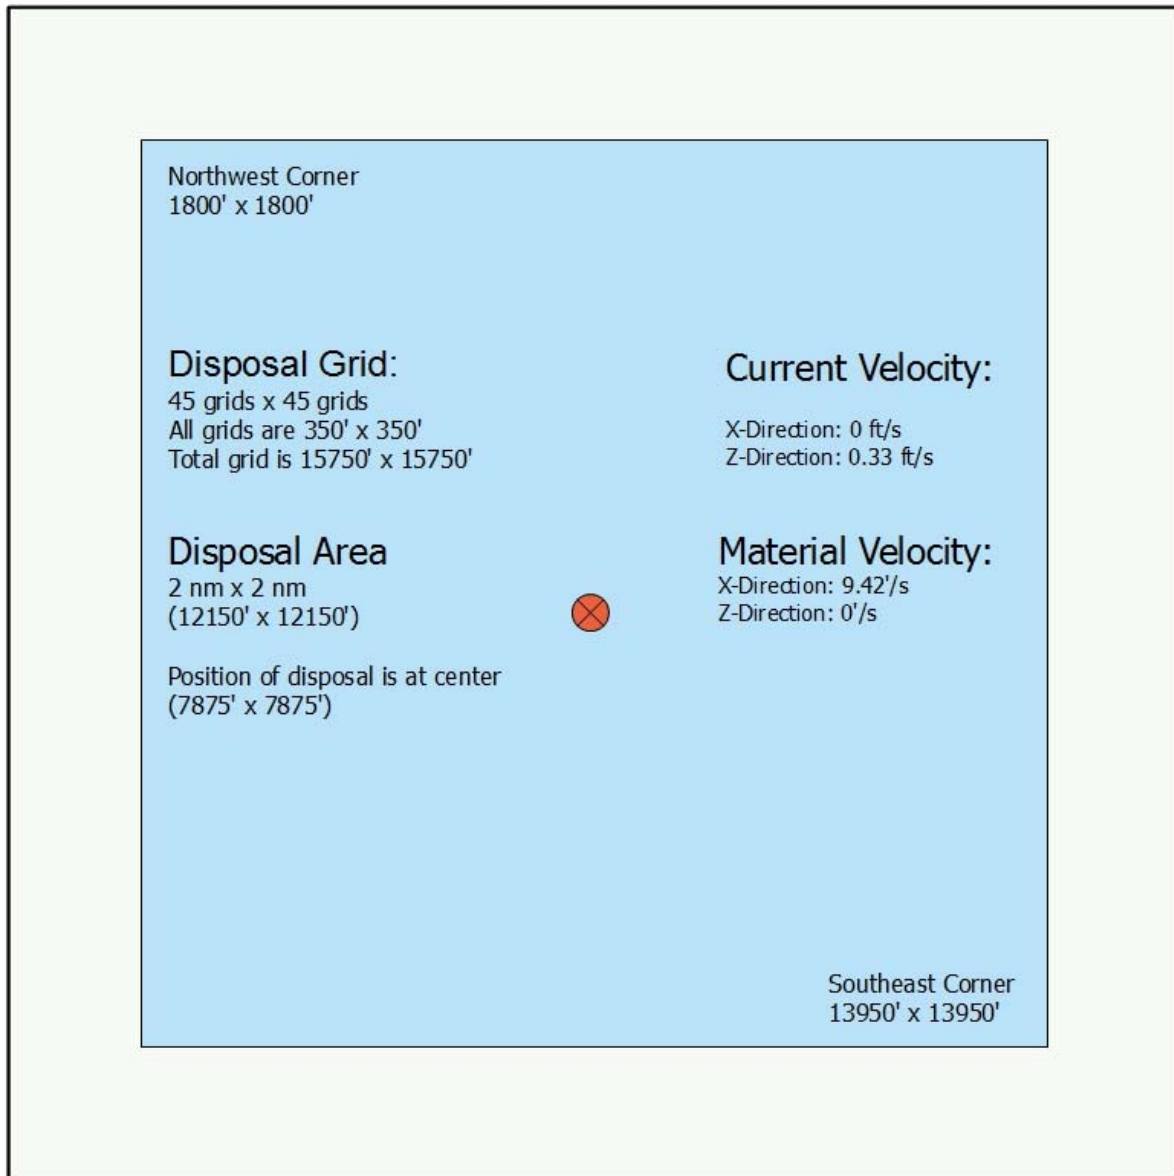 Northwest Corner
1800' x 1800'
Disposal Grid:
45 grids x 45 grids
All grids are 350' x 350'
Total grid is 15750' x 15750'
Current Velocity:
X-Direction: 0 ft/s
Z-Direction: 0.33 ft/s
Disposal Area
2 nm x 2 nm
(12150' x 12150')
Material Velocity:
X-Direction: 9.42'/s
Z-Direction: 0'/s
Position of disposal is at center
(7875' x 7875')
Southeast Corner
13950' x 13950'